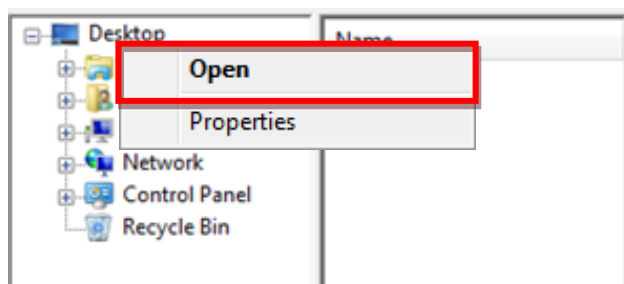 Desktop
Name
Open
Properties
Network
Control Panel
Recycle Bin